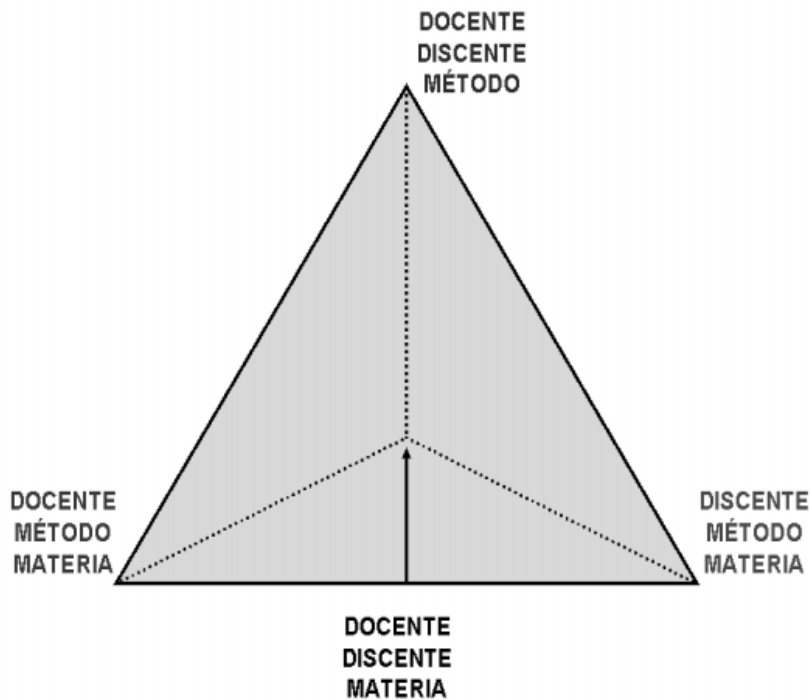 DOCENTE
DISCENTE
MÉTODO
DOCENTE
MÉTODO
MATERIA
DISCENTE
MÉTODO
MATERIA
DOCENTE
DISCENTE
MATERIA